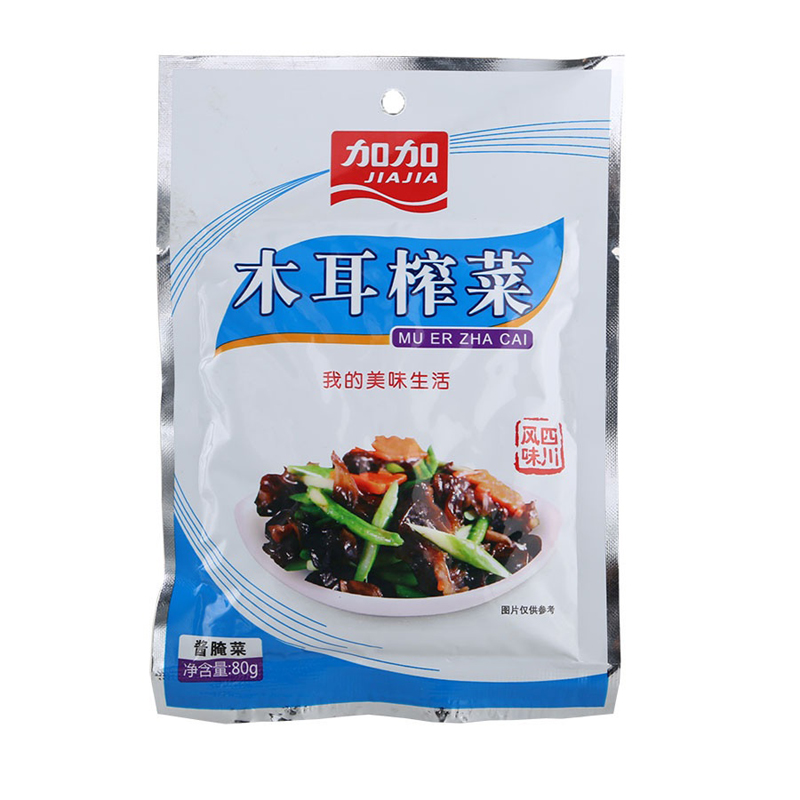 加加
JIAJIA
木耳榨菜
MU ER ZHA CAI
我的美味生活
四川
风味
图片仅供参考
酱腌菜
净含量:80g